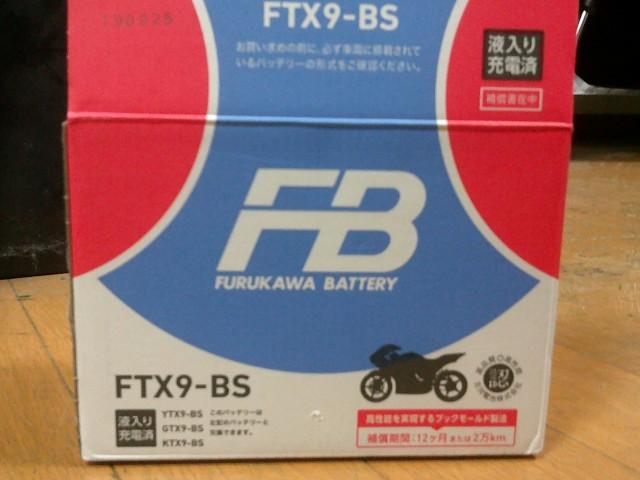 190925
FTX9-BS
お買い求めの前に、必ず車両に搭載されて
いるバッテリーの形式をご確認ください。
液入り
充電済
補償書在中
FB
FURUKAWA BATTERY
FTX9-BS
液入り
充電済
YTX9-BS
GTX9-BS
KTX9-BS
このバッテリーは
左記のバッテリーと
交換できます。
高性能を実現するブックモールド製法
補償期間:12ヶ月または2万km